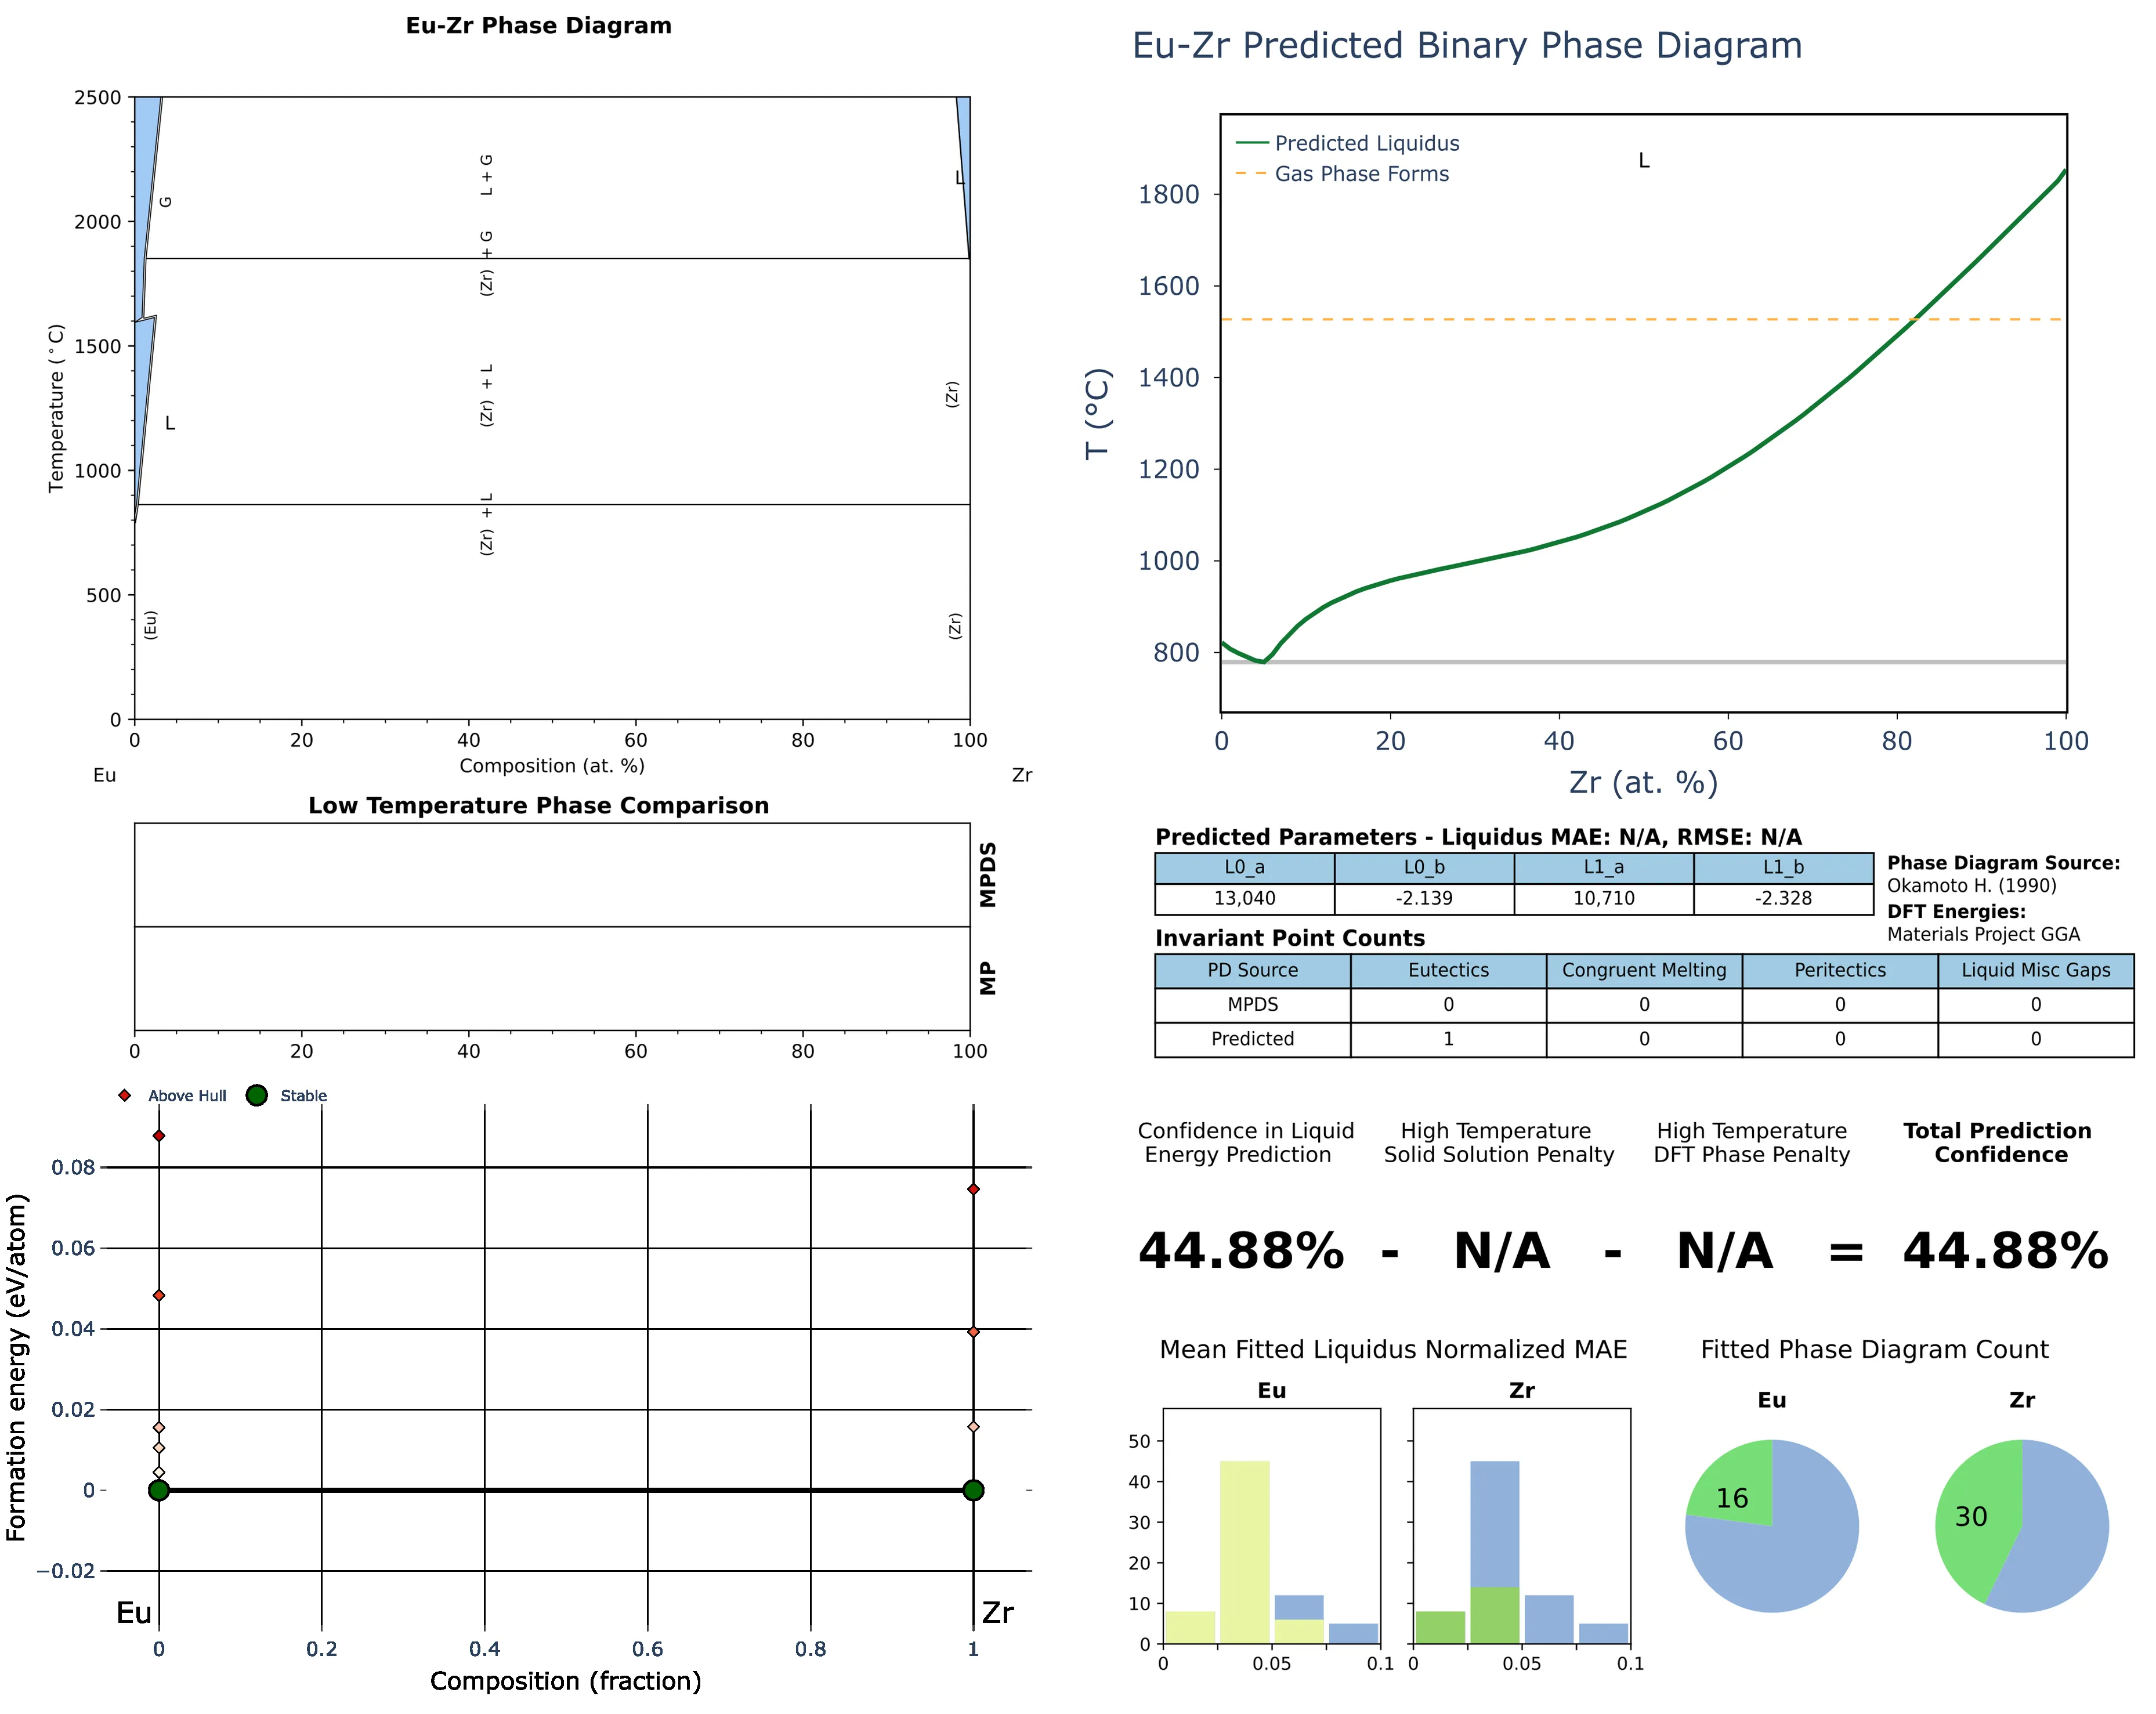 Eu-Zr Phase Diagram
2500
2000
1500
1000
500
0
Temperature (°C)
G
L
(Eu)
L + G
(Zr) + G
(Zr) + L
(Zr) + L
L
(Zr)
(Zr)
0 20 40 60 80 100
Composition (at. %)
Eu Zr
Low Temperature Phase Comparison
MPDS
MP
0 20 40 60 80 100
Above Hull Stable
0.08
0.06
0.04
0.02
0
−0.02
Formation energy (eV/atom)
Eu Zr
0 0.2 0.4 0.6 0.8 1
Composition (fraction)
Eu-Zr Predicted Binary Phase Diagram
Predicted Liquidus
Gas Phase Forms
L
1800
1600
1400
1200
1000
800
T (°C)
0 20 40 60 80 100
Zr (at. %)
Predicted Parameters - Liquidus MAE: N/A, RMSE: N/A
L0_a L0_b L1_a L1_b
13,040 -2.139 10,710 -2.328
Phase Diagram Source:
Okamoto H. (1990)
DFT Energies:
Materials Project GGA
Invariant Point Counts
PD Source Eutectics Congruent Melting Peritectics Liquid Misc Gaps
MPDS 0 0 0 0
Predicted 1 0 0 0
Confidence in Liquid
Energy Prediction
High Temperature
Solid Solution Penalty
High Temperature
DFT Phase Penalty
Total Prediction
Confidence
44.88% - N/A - N/A = 44.88%
Mean Fitted Liquidus Normalized MAE
Eu Zr
50
40
30
20
10
0
0 0.05 0.1 0 0.05 0.1
Fitted Phase Diagram Count
Eu Zr
16 30